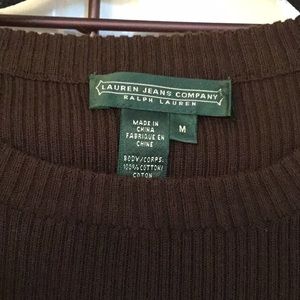 LAUREN JEANS COMPANY
RALPH LAUREN
MADE IN
CHINA
FABRIQUE EN
CHINE
M
BODY/CORPS:
100% COTTON/
COTON